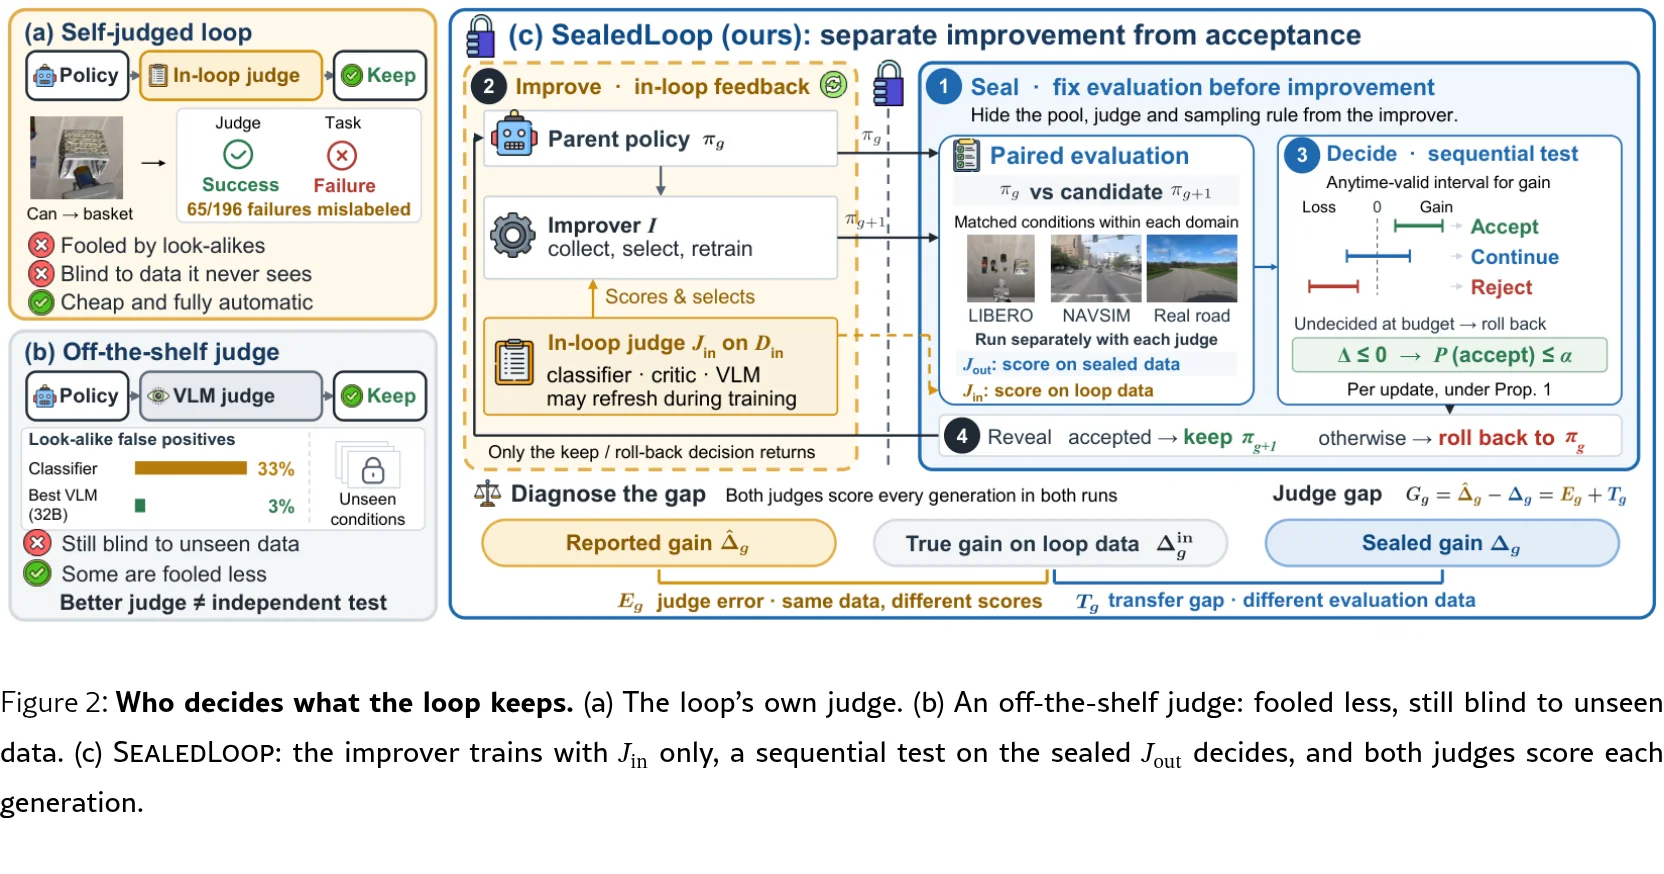 (a) Self-judged loop
Policy
In-loop judge
Keep
Judge
Task
Success
Failure
65/196 failures mislabeled
Can → basket
Fooled by look-alikes
Blind to data it never sees
Cheap and fully automatic
(b) Off-the-shelf judge
Policy
VLM judge
Keep
Look-alike false positives
Classifier
33%
Best VLM
(32B)
3%
Unseen
conditions
Still blind to unseen data
Some are fooled less
Better judge ≠ independent test
(c) SealedLoop (ours): separate improvement from acceptance
2 Improve · in-loop feedback
Parent policy π_g
Improver I
collect, select, retrain
Scores & selects
In-loop judge J_in on D_in
classifier · critic · VLM
may refresh during training
Only the keep / roll-back decision returns
π_g
π_g+1
1 Seal · fix evaluation before improvement
Hide the pool, judge and sampling rule from the improver.
Paired evaluation
π_g vs candidate π_g+1
Matched conditions within each domain
LIBERO
NAVSIM
Real road
Run separately with each judge
J_out: score on sealed data
J_in: score on loop data
3 Decide · sequential test
Anytime-valid interval for gain
Loss 0 Gain
Accept
Continue
Reject
Undecided at budget → roll back
Δ ≤ 0 → P (accept) ≤ α
Per update, under Prop. 1
4 Reveal accepted → keep π_g+1 otherwise → roll back to π_g
Diagnose the gap Both judges score every generation in both runs
Judge gap G_g = Δ̂_g − Δ_g = E_g + T_g
Reported gain Δ̂_g
True gain on loop data Δ_g^in
Sealed gain Δ_g
E_g judge error · same data, different scores
T_g transfer gap · different evaluation data
Figure 2: Who decides what the loop keeps. (a) The loop's own judge. (b) An off-the-shelf judge: fooled less, still blind to unseen
data. (c) SEALEDLOOP: the improver trains with J_in only, a sequential test on the sealed J_out decides, and both judges score each
generation.